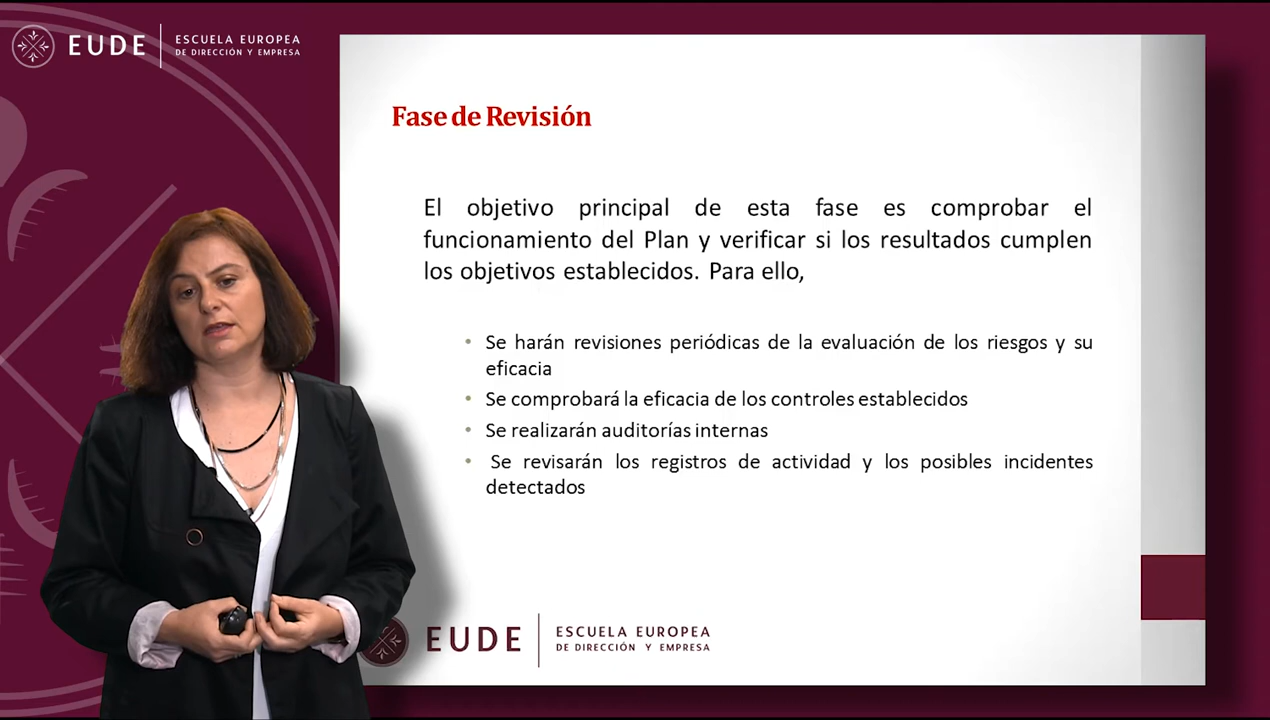 EUDE
ESCUELA EUROPEA
DE DIRECCIÓN Y EMPRESA
Fase de Revisión
El objetivo principal de esta fase es comprobar el
funcionamiento del Plan y verificar si los resultados cumplen
los objetivos establecidos. Para ello,
• Se harán revisiones periódicas de la evaluación de los riesgos y su
eficacia
• Se comprobará la eficacia de los controles establecidos
• Se realizarán auditorías internas
• Se revisarán los registros de actividad y los posibles incidentes
detectados
EUDE
ESCUELA EUROPEA
DE DIRECCIÓN Y EMPRESA